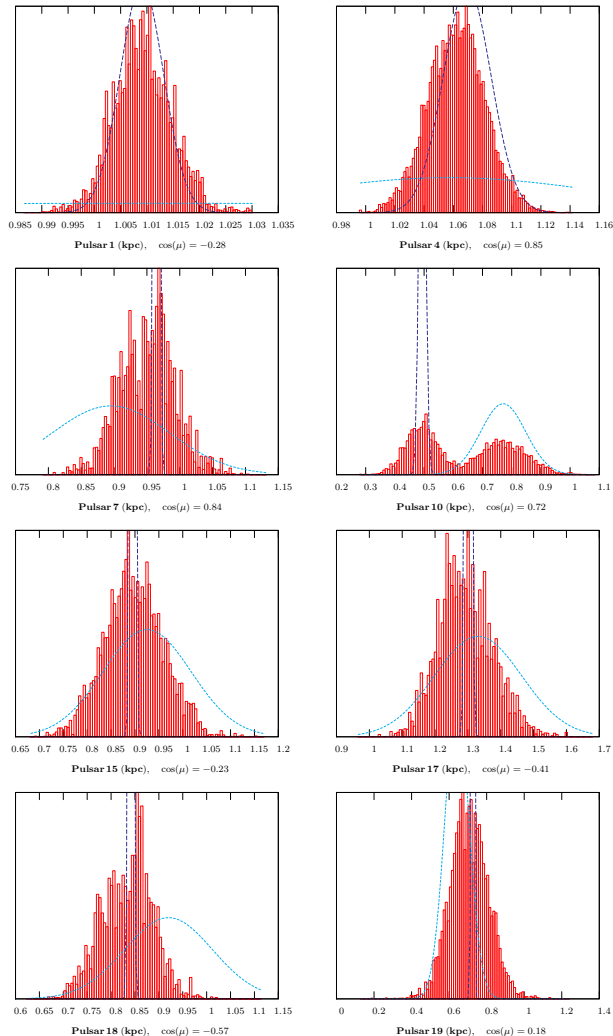 0.985 0.99 0.995 1 1.005 1.01 1.015 1.02 1.025 1.03 1.035
Pulsar 1 (kpc), cos(μ) = −0.28
0.98 1 1.02 1.04 1.06 1.08 1.1 1.12 1.14 1.16
Pulsar 4 (kpc), cos(μ) = 0.85
0.75 0.8 0.85 0.9 0.95 1 1.05 1.1 1.15
Pulsar 7 (kpc), cos(μ) = 0.84
0.2 0.3 0.4 0.5 0.6 0.7 0.8 0.9 1 1.1
Pulsar 10 (kpc), cos(μ) = 0.72
0.65 0.7 0.75 0.8 0.85 0.9 0.95 1 1.05 1.1 1.15 1.2
Pulsar 15 (kpc), cos(μ) = −0.23
0.9 1 1.1 1.2 1.3 1.4 1.5 1.6 1.7
Pulsar 17 (kpc), cos(μ) = −0.41
0.6 0.65 0.7 0.75 0.8 0.85 0.9 0.95 1 1.05 1.1 1.15
Pulsar 18 (kpc), cos(μ) = −0.57
0 0.2 0.4 0.6 0.8 1 1.2 1.4
Pulsar 19 (kpc), cos(μ) = 0.18